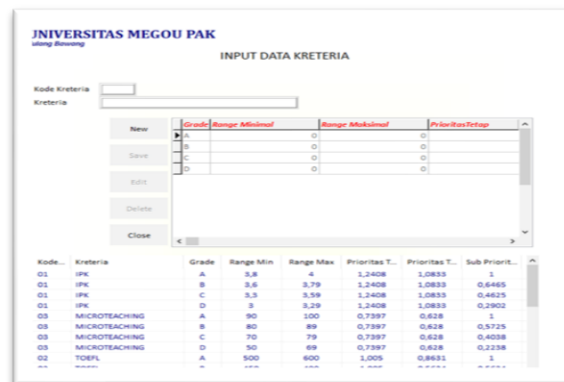 JNIVERSITAS MEGOU PAK
ulang Bawang
INPUT DATA KRETERIA
Kode Kreteria
Kreteria
New
Save
Edit
Delete
Close
Grade Range Minimal Range Maksimal PrioritasTetap
A 0 0
B 0 0
C 0 0
D 0 0
Kode... Kreteria Grade Range Min Range Max Prioritas T... Prioritas T... Sub Priorit...
01 IPK A 3,8 4 1,2408 1,0833 1
01 IPK B 3,6 3,79 1,2408 1,0833 0,6465
01 IPK C 3,3 3,59 1,2408 1,0833 0,4625
01 IPK D 3 3,29 1,2408 1,0833 0,2902
03 MICROTEACHING A 90 100 0,7397 0,628 1
03 MICROTEACHING B 80 89 0,7397 0,628 0,5725
03 MICROTEACHING C 70 79 0,7397 0,628 0,4038
03 MICROTEACHING D 50 69 0,7397 0,628 0,2238
02 TOEFL A 500 600 1,005 0,8631 1